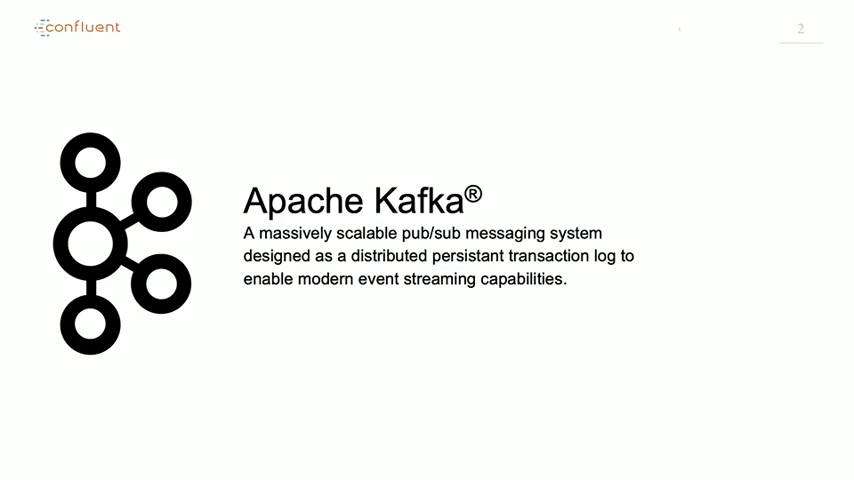 confluent
2
Apache Kafka®
A massively scalable pub/sub messaging system
designed as a distributed persistant transaction log to
enable modern event streaming capabilities.